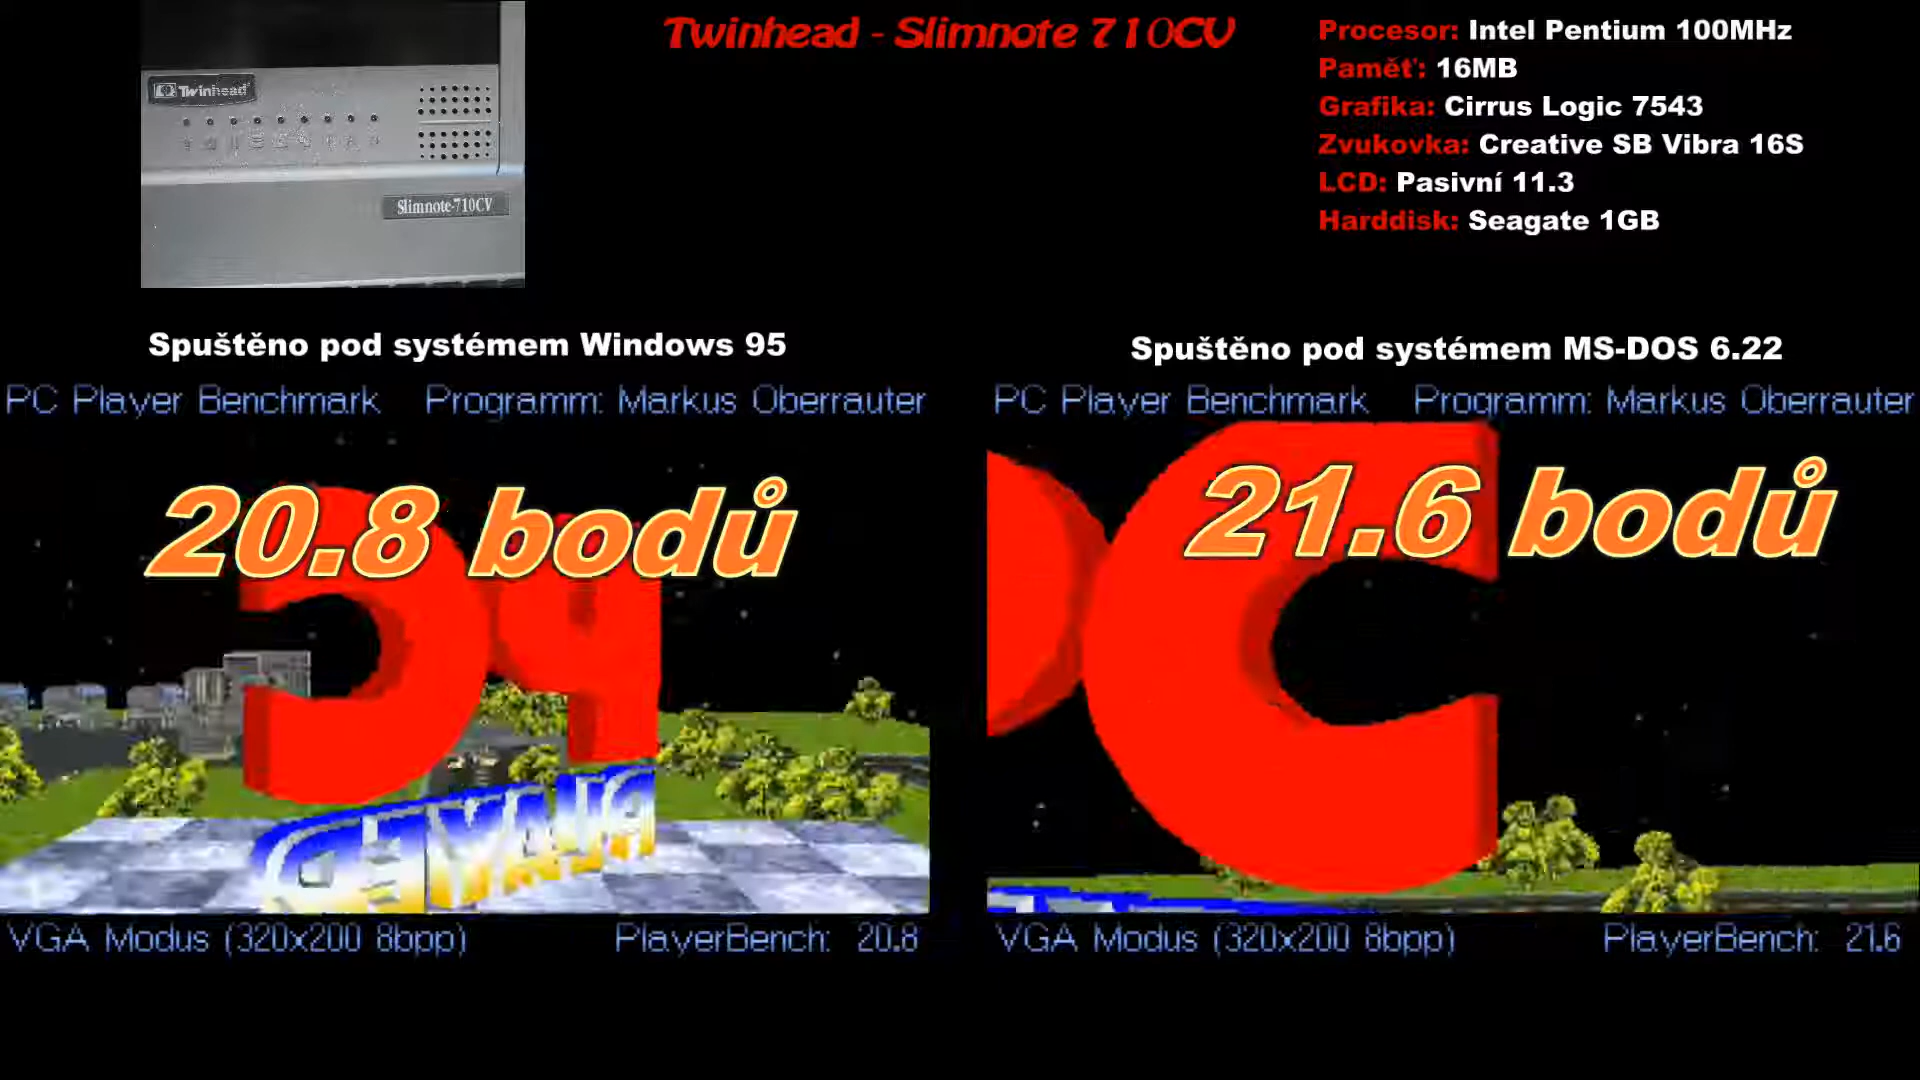 Twinhead
Slimnote-710CV
Twinhead - Slimnote 710CV
Procesor: Intel Pentium 100MHz
Paměť: 16MB
Grafika: Cirrus Logic 7543
Zvukovka: Creative SB Vibra 16S
LCD: Pasivní 11.3
Harddisk: Seagate 1GB
Spuštěno pod systémem Windows 95
PC Player Benchmark Programm: Markus Oberrauter
20.8 bodů
PC
PLAYER
VGA Modus (320x200 8bpp) PlayerBench: 20.8
Spuštěno pod systémem MS-DOS 6.22
PC Player Benchmark Programm: Markus Oberrauter
21.6 bodů
PC
VGA Modus (320x200 8bpp) PlayerBench: 21.6